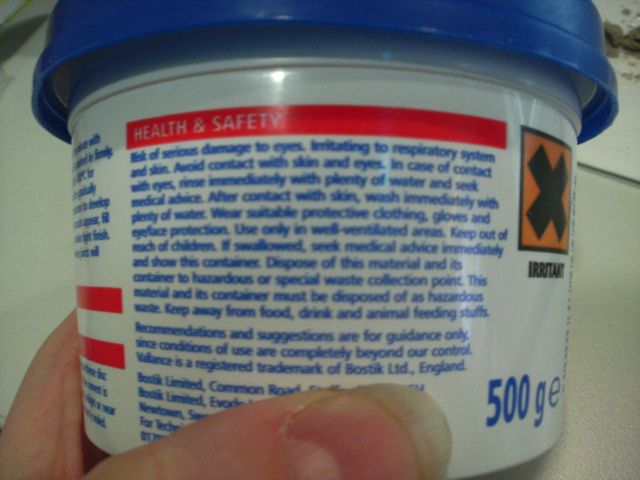 HEALTH & SAFETY
Risk of serious damage to eyes. Irritating to respiratory system
and skin. Avoid contact with skin and eyes. In case of contact
with eyes, rinse immediately with plenty of water and seek
medical advice. After contact with skin, wash immediately with
plenty of water. Wear suitable protective clothing, gloves and
eye/face protection. Use only in well-ventilated areas. Keep out of
reach of children. If swallowed, seek medical advice immediately
and show this container. Dispose of this material and its
container to hazardous or special waste collection point. This
material and its container must be disposed of as hazardous
waste. Keep away from food, drink and animal feeding stuffs.
Recommendations and suggestions are for guidance only,
since conditions of use are completely beyond our control.
Vallance is a registered trademark of Bostik Ltd., England.
Bostik Limited, Common Road,
Bostik Limited,
Newtown,
For
IRRITANT
500 g e